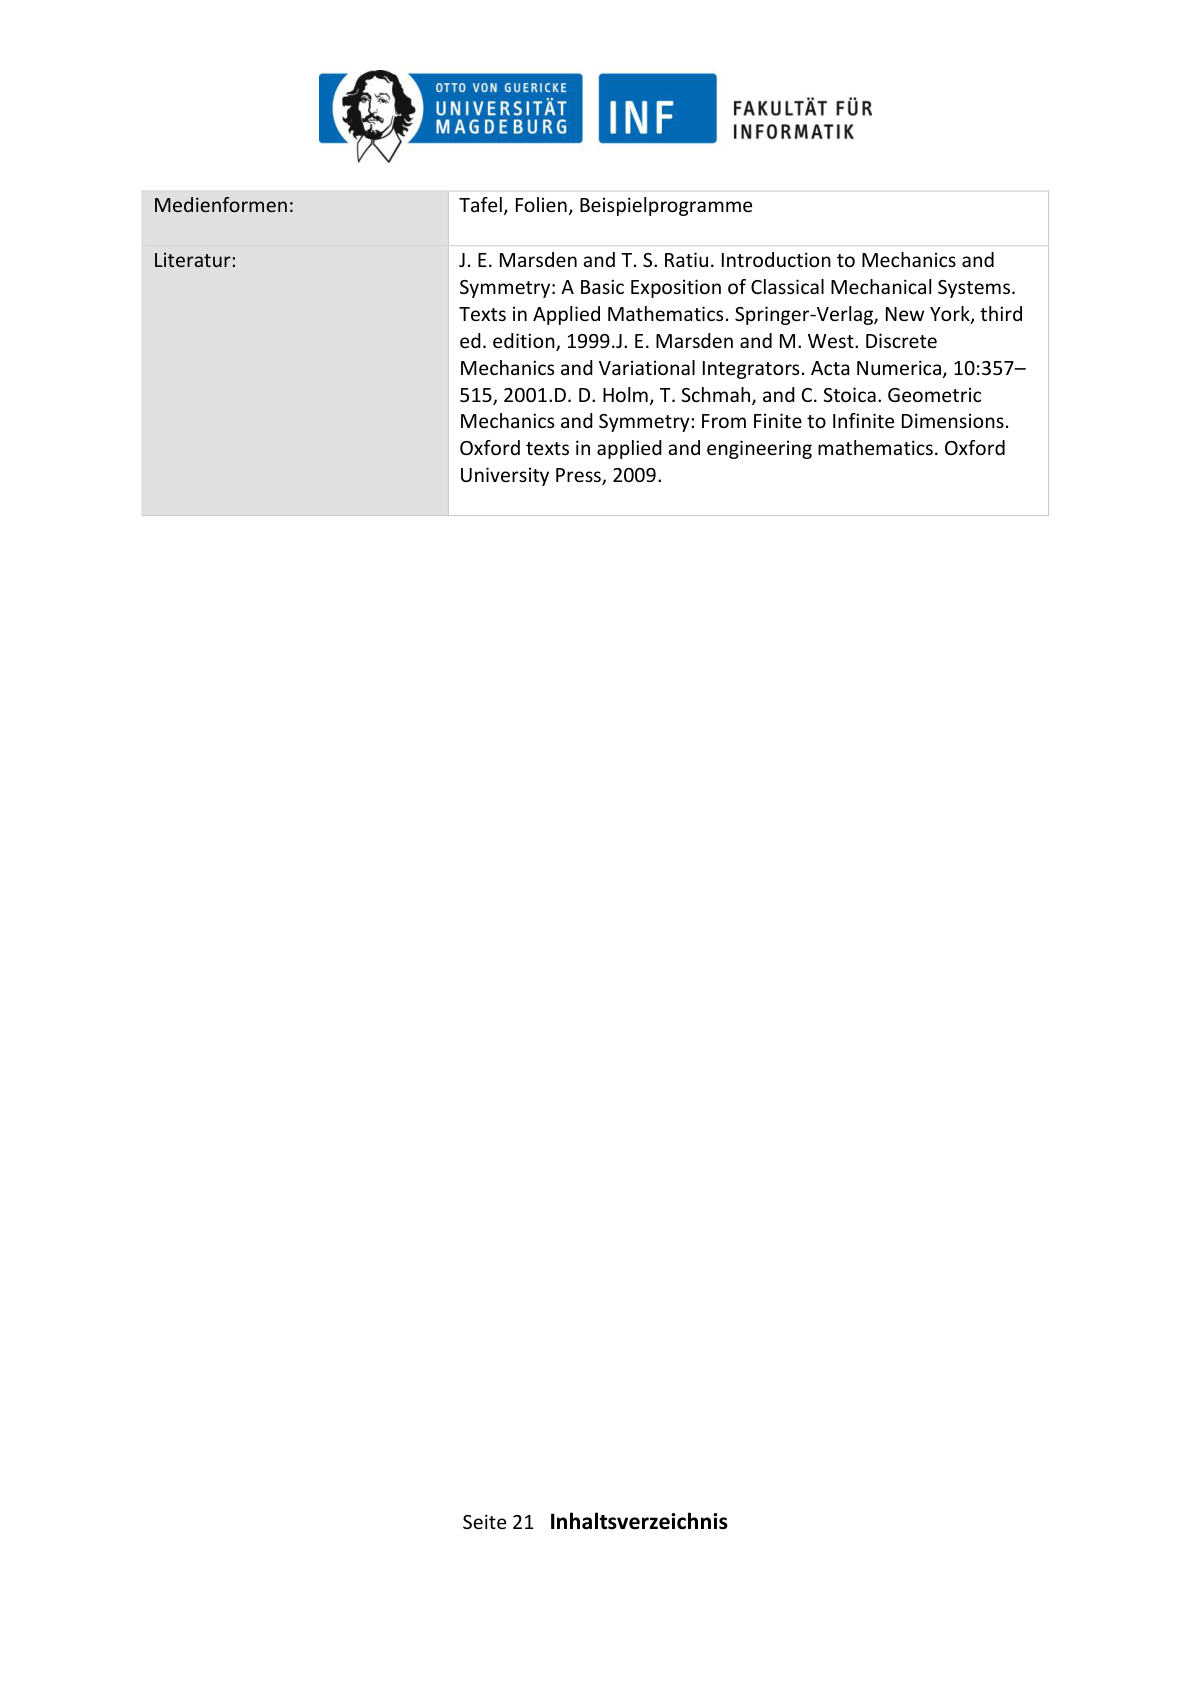 OTTO VON GUERICKE
UNIVERSITÄT
MAGDEBURG
INF
FAKULTÄT FÜR
INFORMATIK
Medienformen:
Tafel, Folien, Beispielprogramme
Literatur:
J. E. Marsden and T. S. Ratiu. Introduction to Mechanics and
Symmetry: A Basic Exposition of Classical Mechanical Systems.
Texts in Applied Mathematics. Springer-Verlag, New York, third
ed. edition, 1999.J. E. Marsden and M. West. Discrete
Mechanics and Variational Integrators. Acta Numerica, 10:357–
515, 2001.D. D. Holm, T. Schmah, and C. Stoica. Geometric
Mechanics and Symmetry: From Finite to Infinite Dimensions.
Oxford texts in applied and engineering mathematics. Oxford
University Press, 2009.
Seite 21 Inhaltsverzeichnis